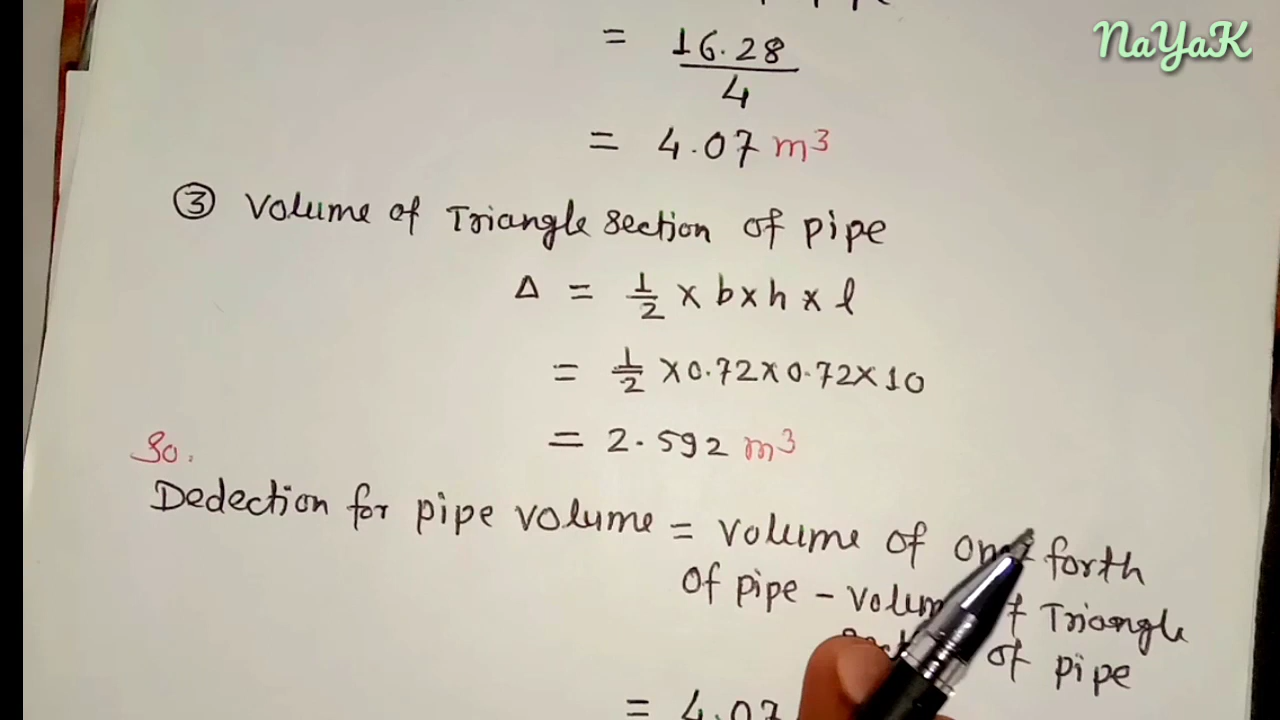 NaYaK
= 16.28
4
= 4.07 m³
③ Volume of Triangle section of pipe
Δ = 1/2 × b × h × l
= 1/2 × 0.72 × 0.72 × 10
= 2.592 m³
So.
Dedection for pipe volume = volume of one forth
of pipe - volume of Triangle
of pipe
= 4.07